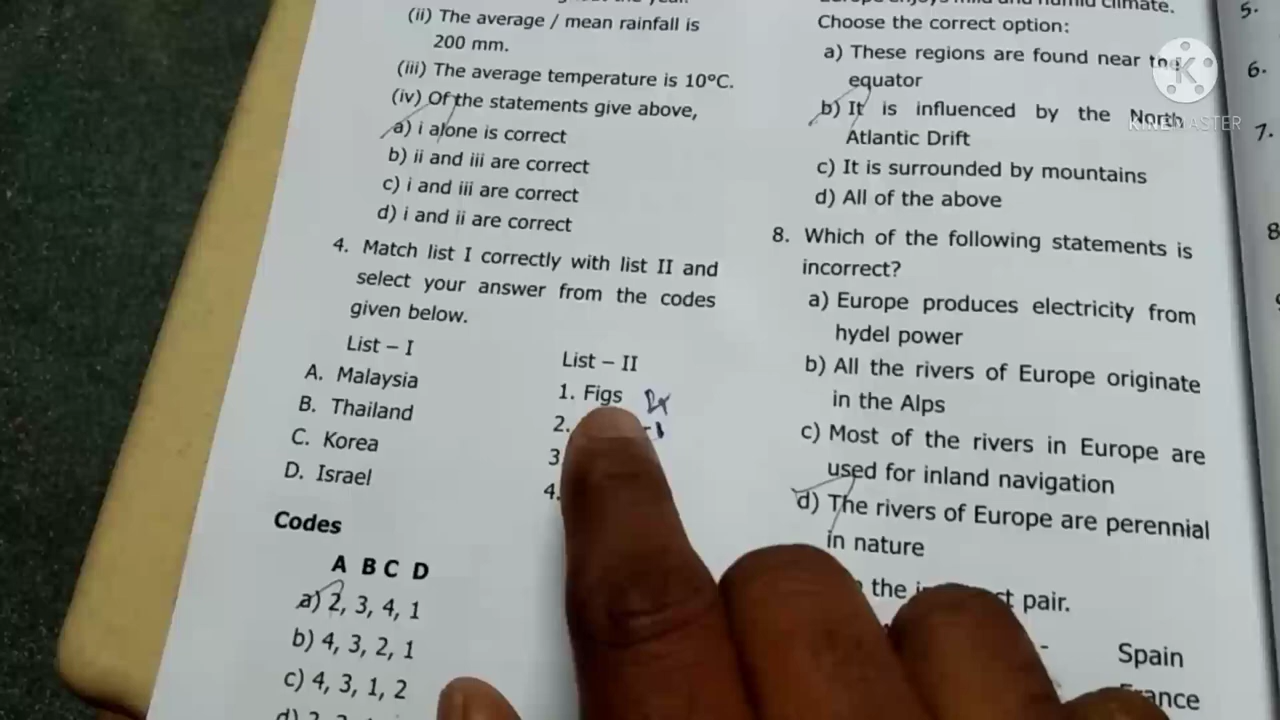 (ii) The average / mean rainfall is
200 mm.
(iii) The average temperature is 10°C.
(iv) Of the statements give above,
a) i alone is correct
b) ii and iii are correct
c) i and iii are correct
d) i and ii are correct
4. Match list I correctly with list II and
select your answer from the codes
given below.
List – I
List – II
A. Malaysia
1. Figs
B. Thailand
2.
C. Korea
3
D. Israel
4.
Codes
A B C D
a) 2, 3, 4, 1
b) 4, 3, 2, 1
c) 4, 3, 1, 2
climate.
Choose the correct option:
a) These regions are found near the
equator
b) It is influenced by the North
Atlantic Drift
c) It is surrounded by mountains
d) All of the above
8. Which of the following statements is
incorrect?
a) Europe produces electricity from
hydel power
b) All the rivers of Europe originate
in the Alps
c) Most of the rivers in Europe are
used for inland navigation
d) The rivers of Europe are perennial
in nature
the
pair.
- Spain
5.
6.
7.
8
K
KINEMASTER